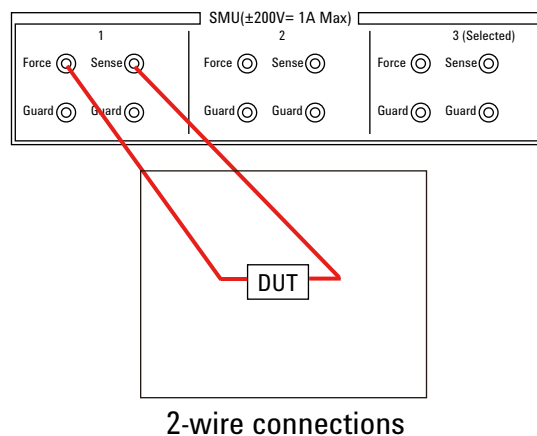 SMU(±200V= 1A Max)
1 2 3 (Selected)
Force Sense Force Sense Force Sense
Guard Guard Guard Guard Guard Guard
DUT
2-wire connections